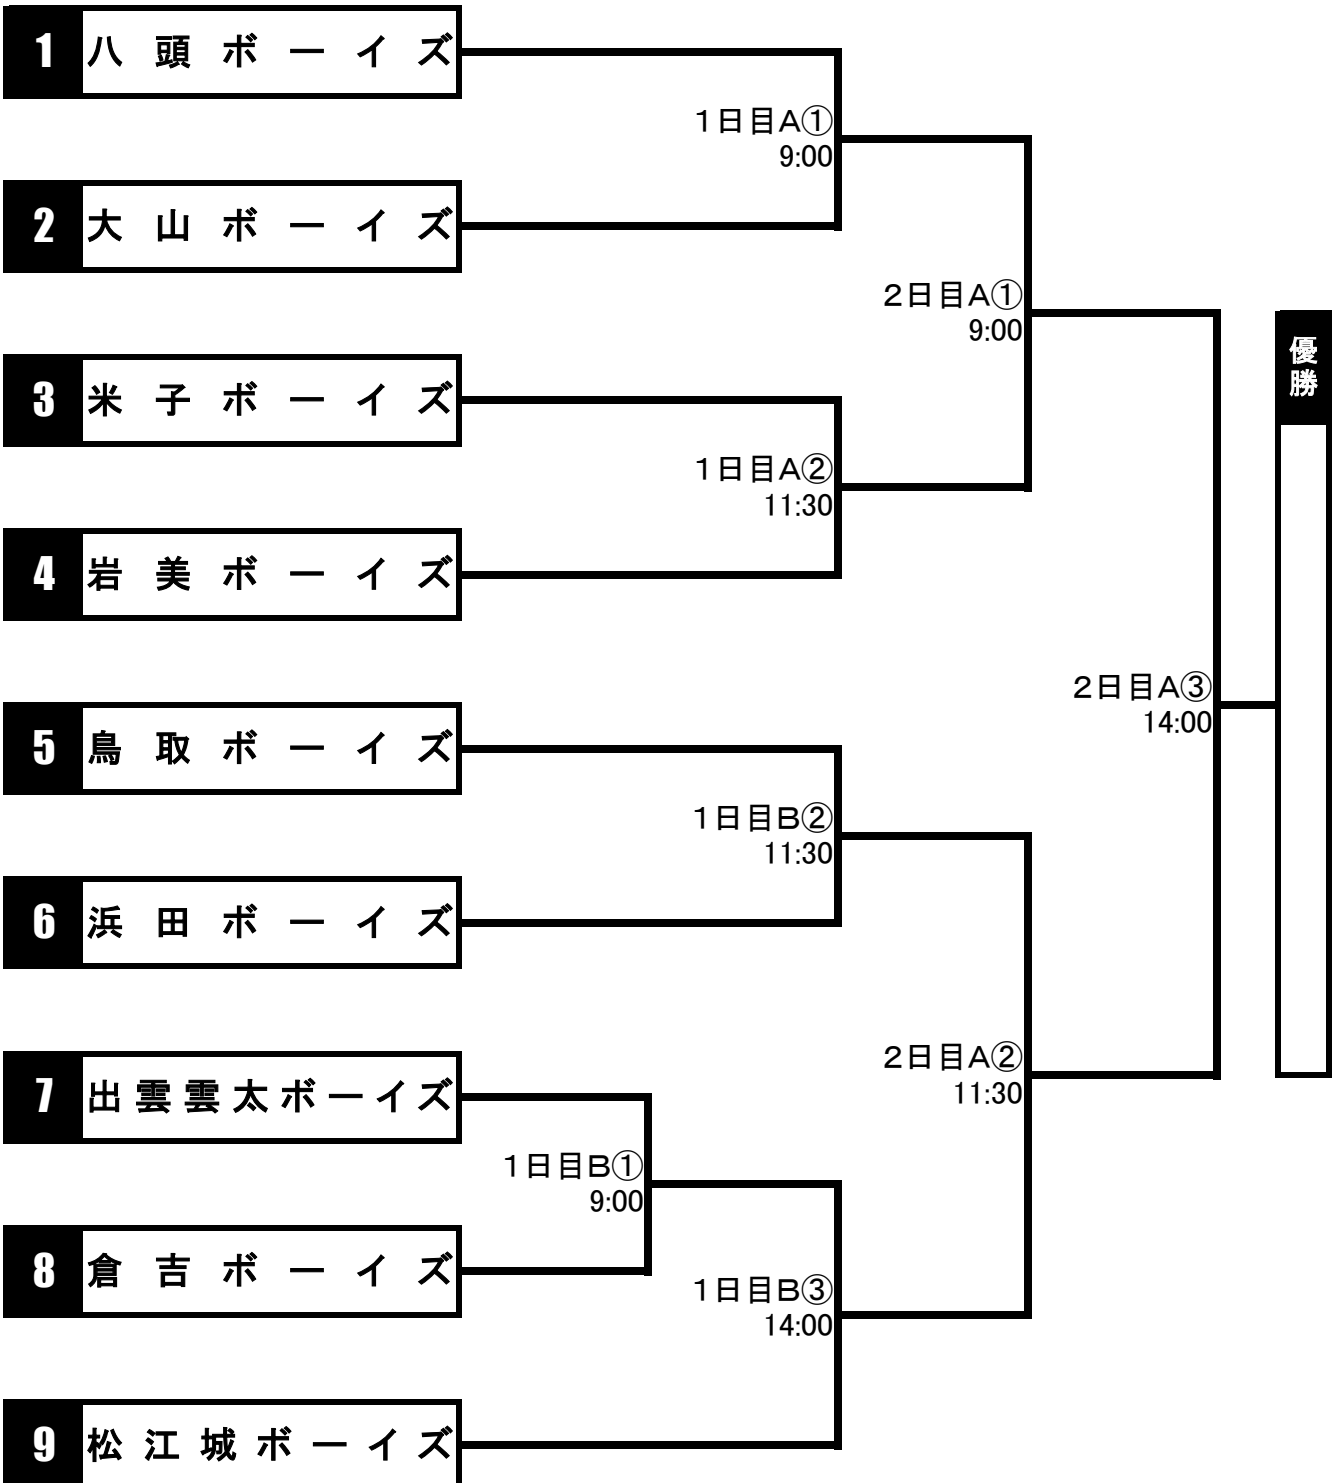 1 八頭ボーイズ
1日目A①
9:00
2 大山ボーイズ
2日目A①
9:00
優勝
3 米子ボーイズ
1日目A②
11:30
4 岩美ボーイズ
2日目A③
14:00
5 鳥取ボーイズ
1日目B②
11:30
6 浜田ボーイズ
2日目A②
11:30
7 出雲雲太ボーイズ
1日目B①
9:00
8 倉吉ボーイズ
1日目B③
14:00
9 松江城ボーイズ